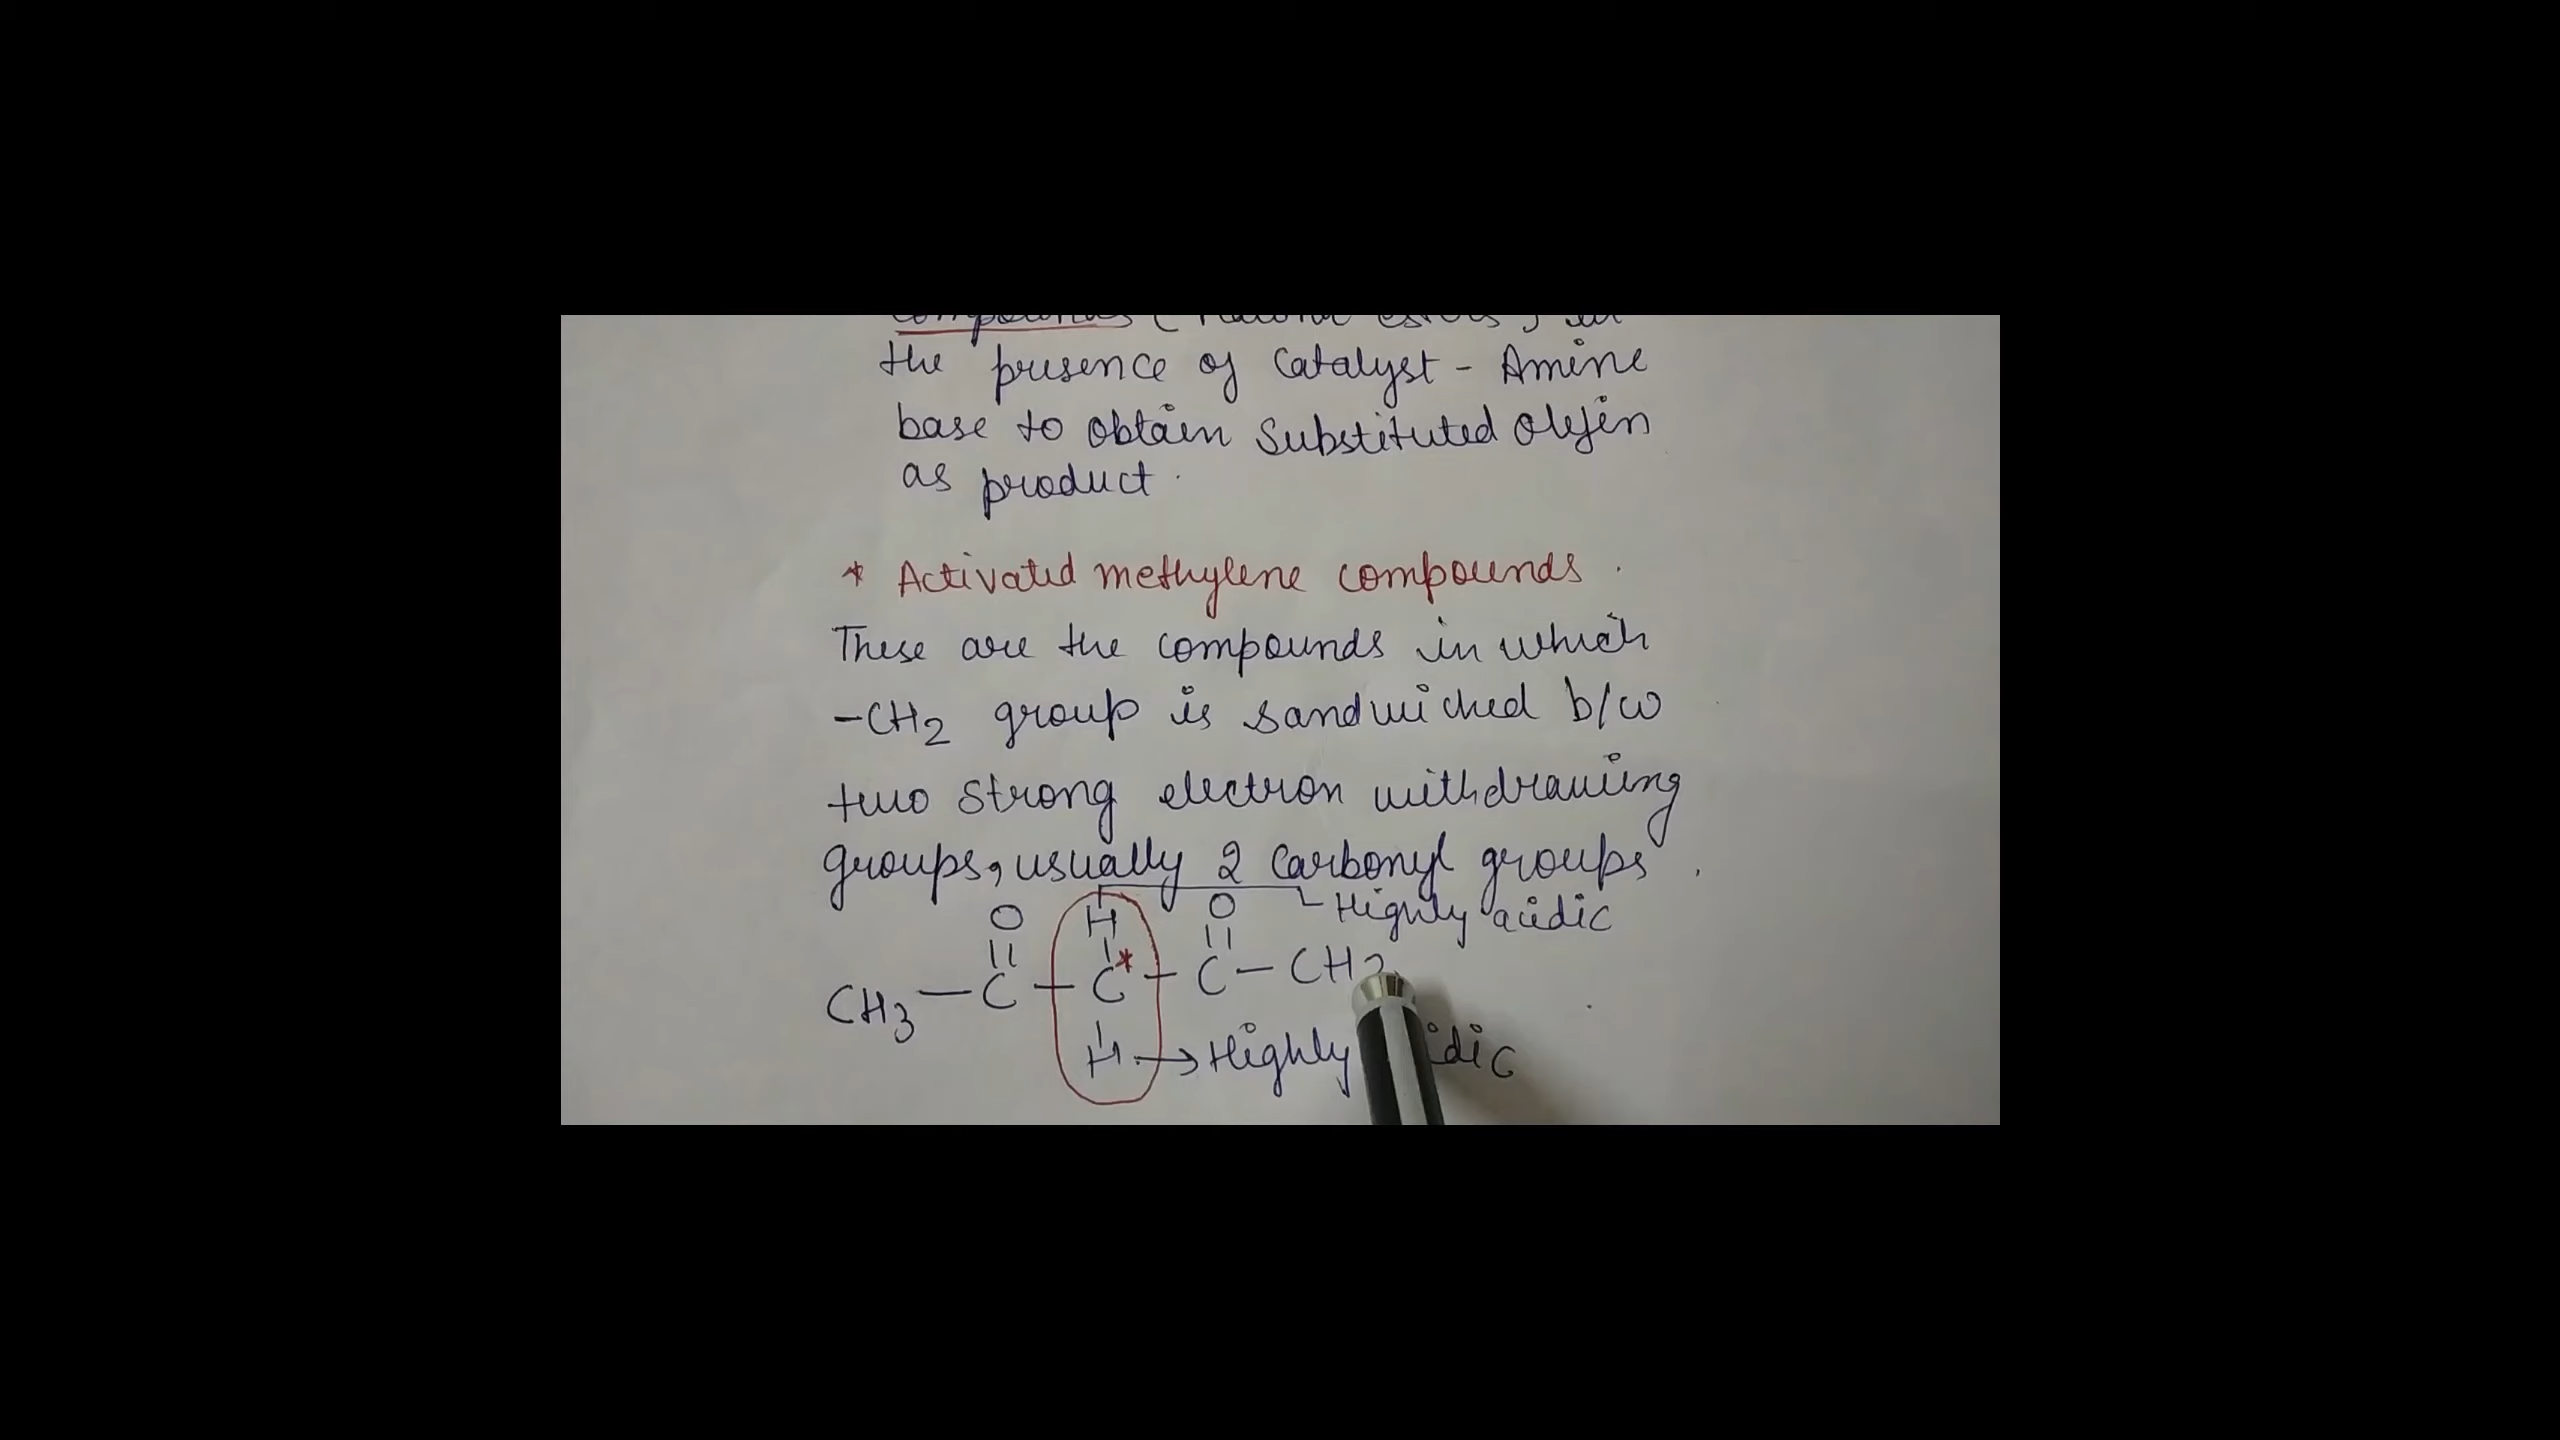 the presence of Catalyst - Amine
base to obtain Substituted Olefin
as product.
* Activated methylene compounds.
These are the compounds in which
-CH2 group is sandwiched b/w
two strong electron withdrawing
groups, usually 2 carbonyl groups.
O H O Highly acidic
|| | * ||
CH3 — C — C — C — CH
|
H → Highly